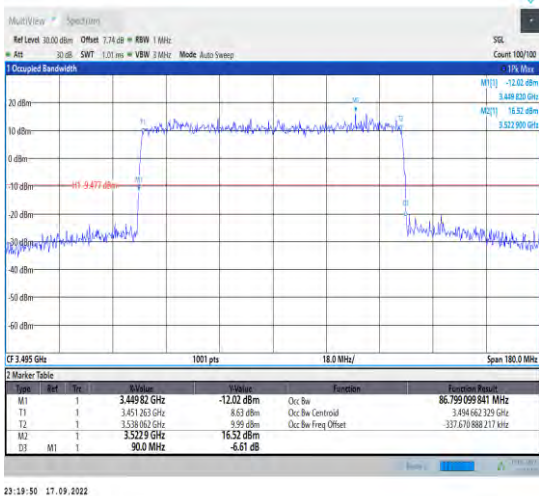 MultiView Spectrum
Ref Level 30.00 dBm Offset 7.74 dB RBW 1 MHz SGL
Att 30 dB SWT 1.01 ms VBW 3 MHz Mode Auto Sweep Count 100/100
1 Occupied Bandwidth 1Pk Max
M1[1] -12.02 dBm
3.449 820 GHz
M2[1] 16.52 dBm
3.522 900 GHz
20 dBm
M2
T1
T2
10 dBm
0 dBm
-10 dBm
H1 -9.477 dBm
M1
-20 dBm
D3
-30 dBm
-40 dBm
-50 dBm
-60 dBm
CF 3.495 GHz 1001 pts 18.0 MHz/ Span 180.0 MHz
2 Marker Table
Type Ref Trc X-Value Y-Value Function Function Result
M1 1 3.449 82 GHz -12.02 dBm Occ Bw 86.799 099 841 MHz
T1 1 3.451 263 GHz 8.63 dBm Occ Bw Centroid 3.494 662 329 GHz
T2 1 3.538 062 GHz 9.99 dBm Occ Bw Freq Offset -337.670 888 217 kHz
M2 1 3.522 9 GHz 16.52 dBm
D3 M1 1 90.0 MHz -6.61 dB
23:19:50 17.09.2022